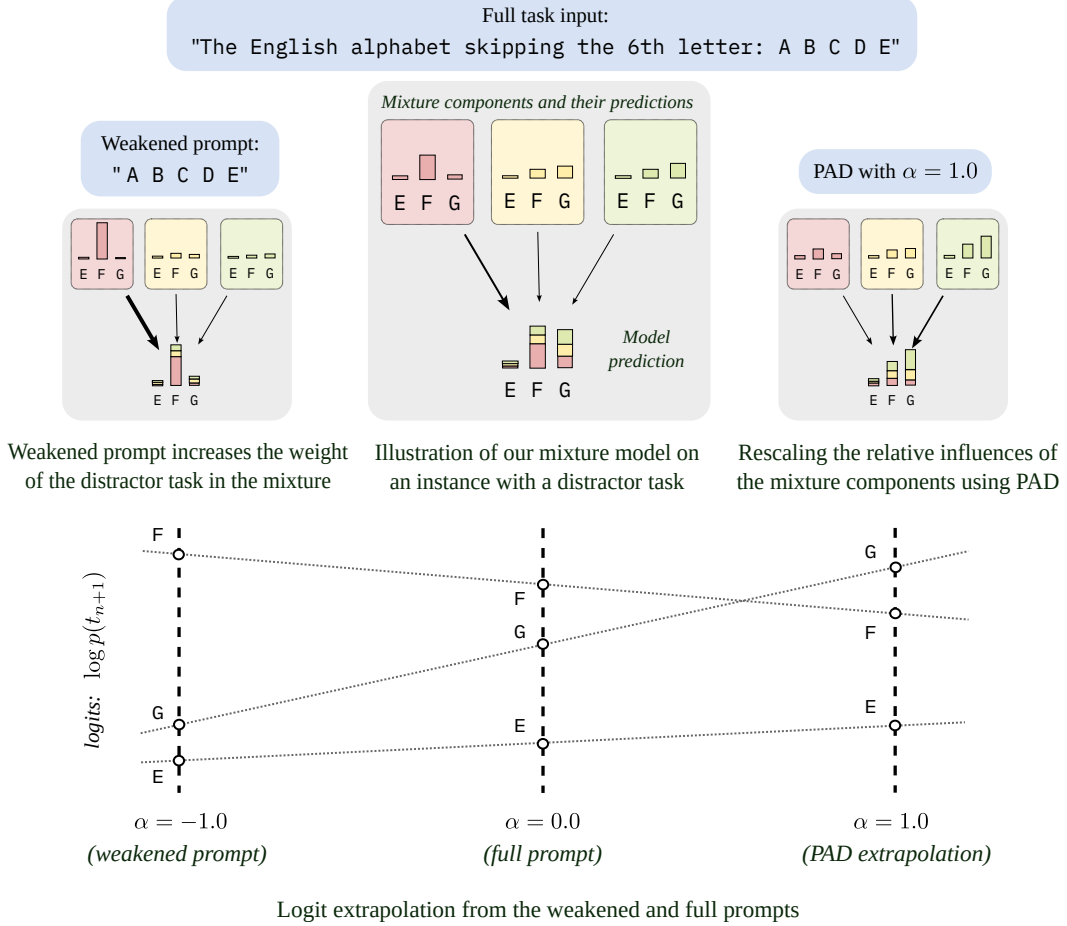 Full task input:
"The English alphabet skipping the 6th letter: A B C D E"
Mixture components and their predictions
E F G
E F G
E F G
Model
prediction
E F G
Weakened prompt:
"A B C D E"
E F G
E F G
E F G
E F G
PAD with α = 1.0
E F G
E F G
E F G
E F G
Weakened prompt increases the weight
of the distractor task in the mixture
Illustration of our mixture model on
an instance with a distractor task
Rescaling the relative influences of
the mixture components using PAD
logits: log p(tₙ₊₁)
F
G
E
F
G
E
G
F
E
α = −1.0
(weakened prompt)
α = 0.0
(full prompt)
α = 1.0
(PAD extrapolation)
Logit extrapolation from the weakened and full prompts